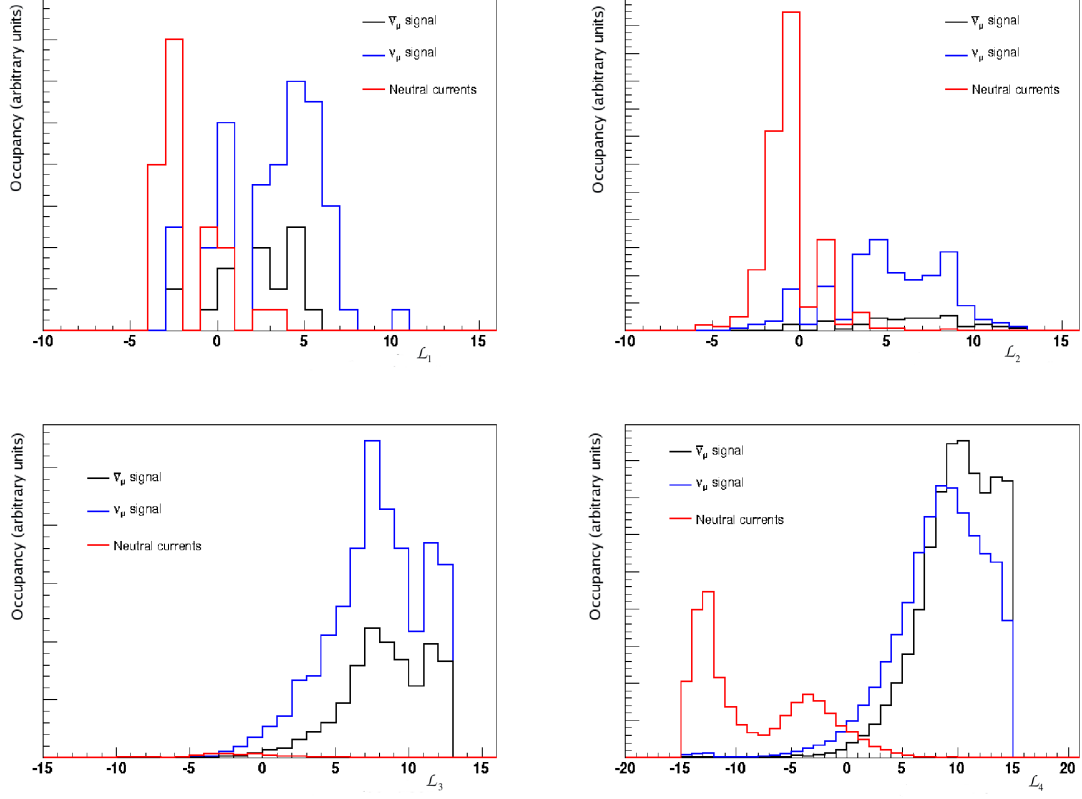 Occupancy (arbitrary units)
ν̅μ signal
νμ signal
Neutral currents
-10 -5 0 5 10 15
ℒ1
Occupancy (arbitrary units)
ν̅μ signal
νμ signal
Neutral currents
-10 -5 0 5 10 15
ℒ2
Occupancy (arbitrary units)
ν̅μ signal
νμ signal
Neutral currents
-15 -10 -5 0 5 10 15
ℒ3
Occupancy (arbitrary units)
ν̅μ signal
νμ signal
Neutral currents
-20 -15 -10 -5 0 5 10 15 20
ℒ4